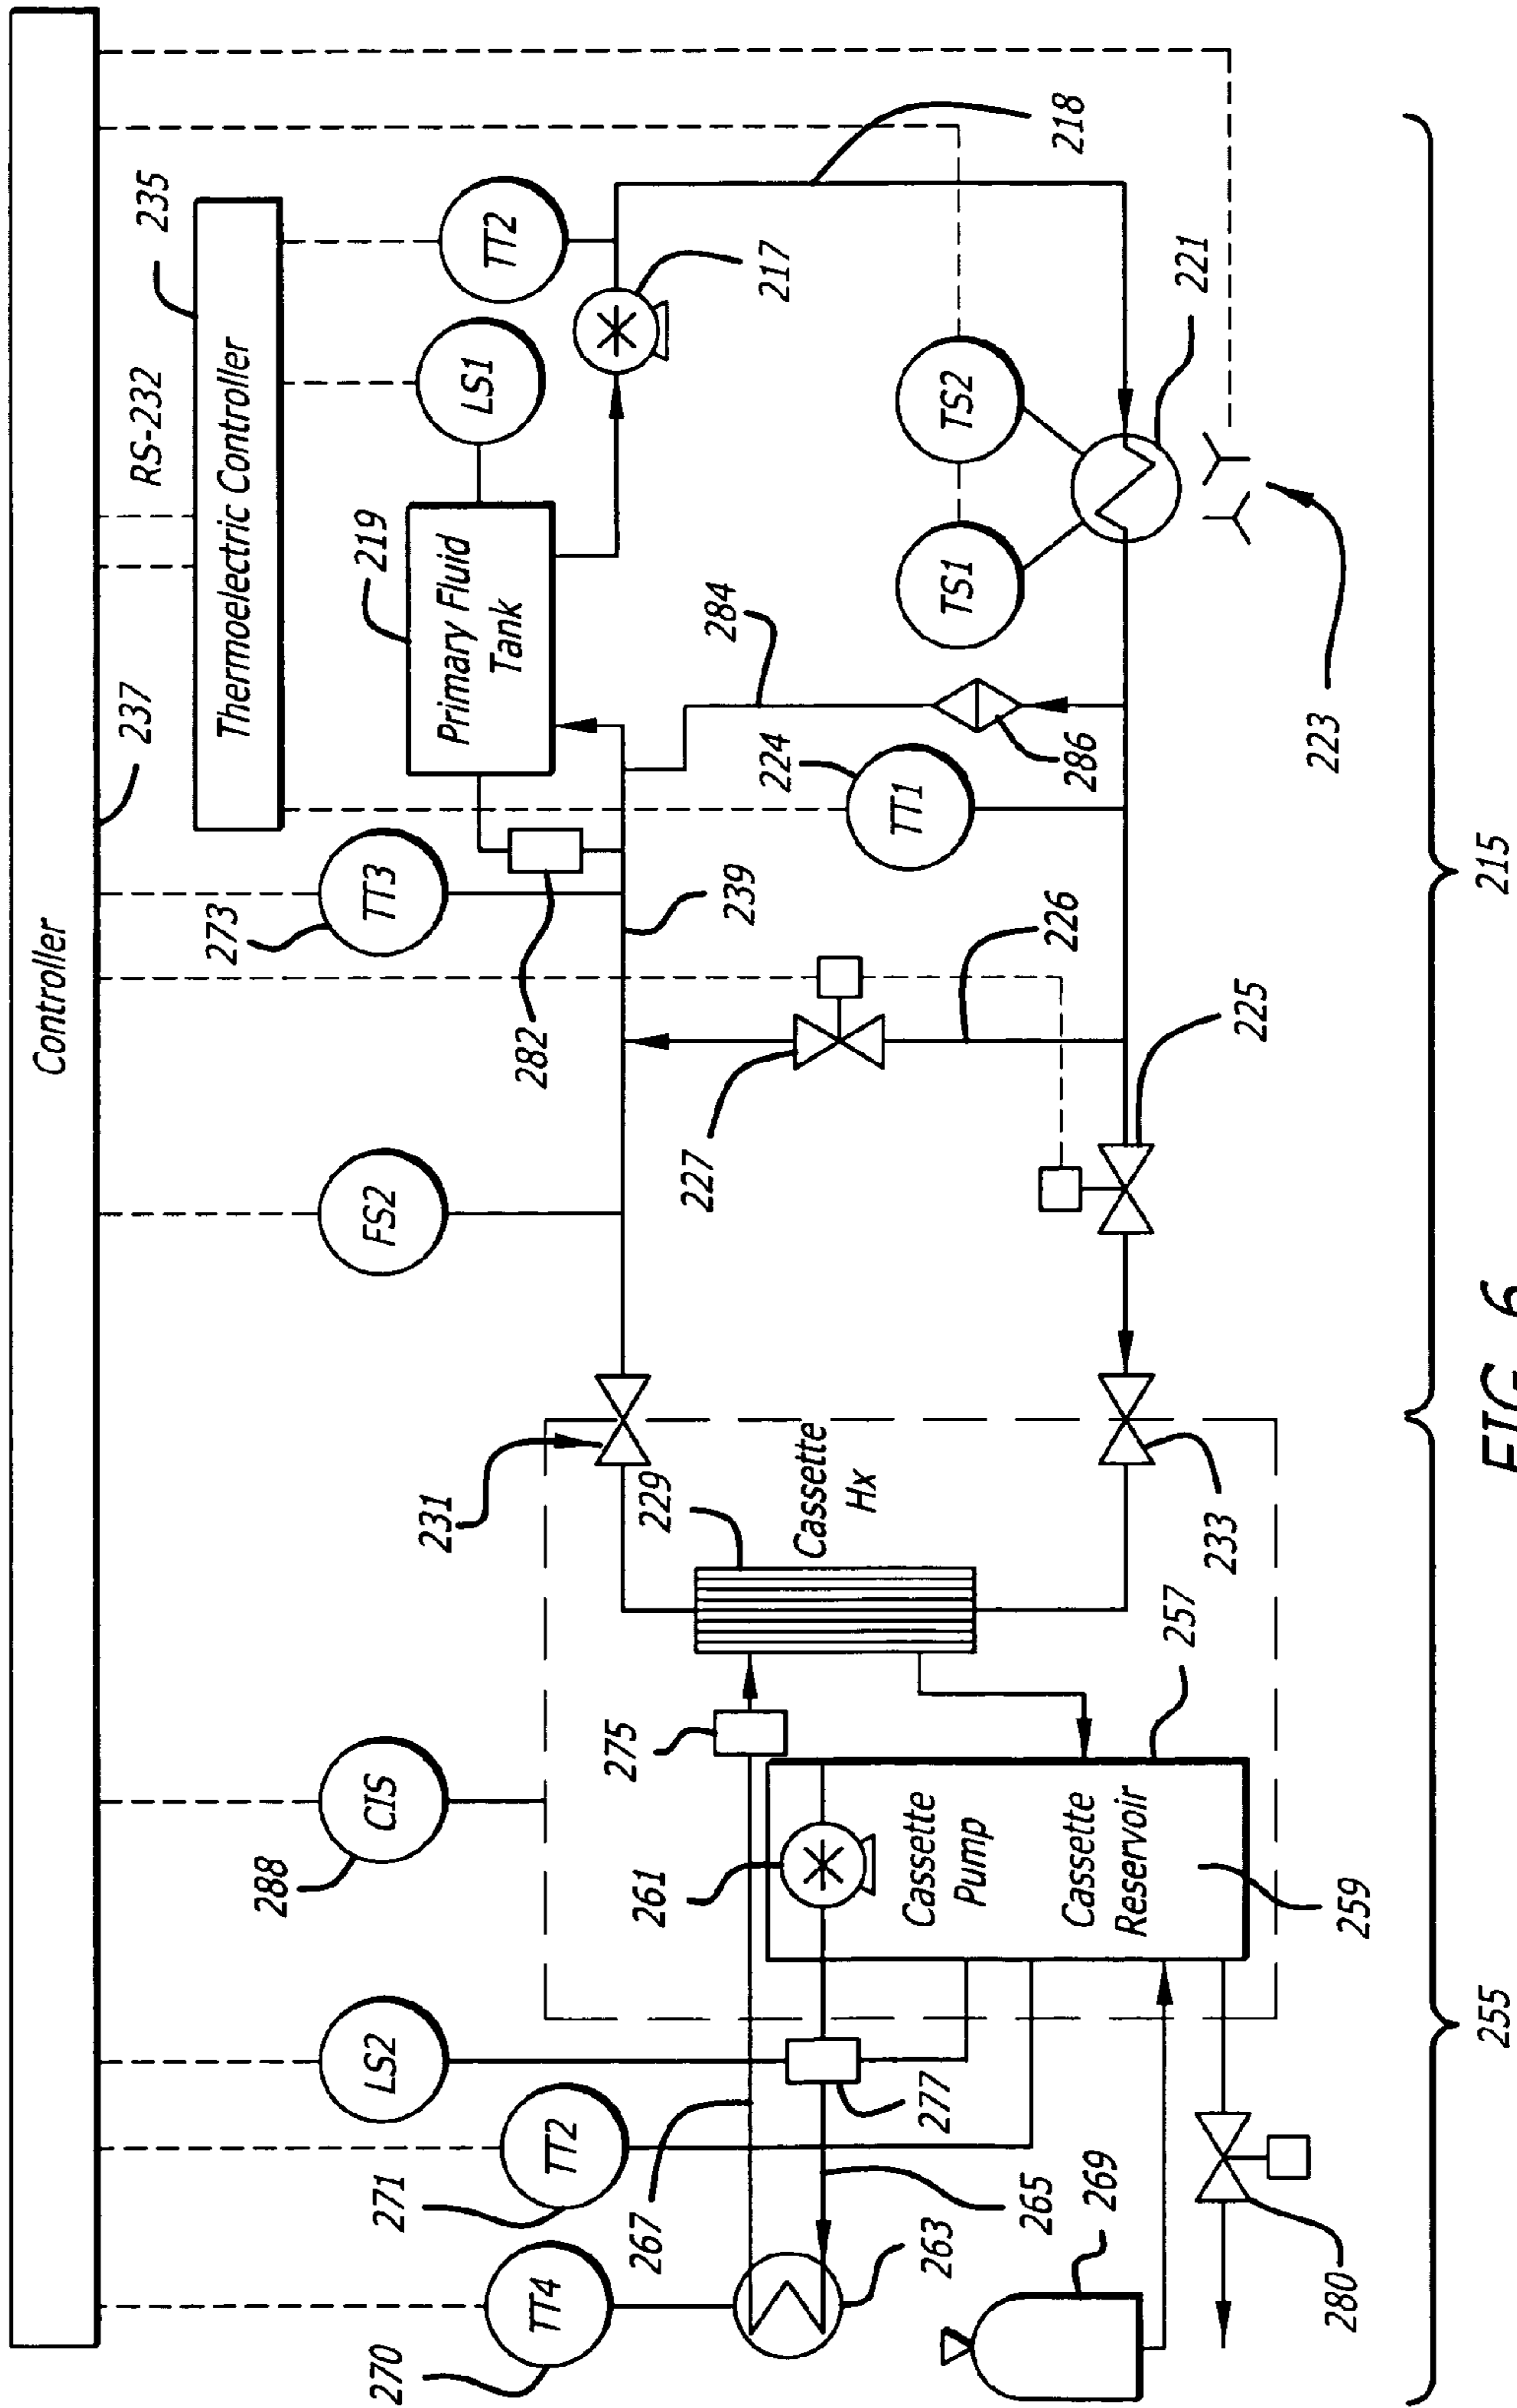 Controller
237
RS-232
235
Thermoelectric Controller
270
TT4
271
TT2
LS2
288
CIS
FS2
273
TT3
219
Primary Fluid
Tank
LS1
TT2
217
218
231
282
239
284
224
TT1
286
TS1
TS2
221
223
227
226
225
229
Cassette
Hx
233
275
261
Cassette
Pump
Cassette
Reservoir
257
259
267
277
265
263
269
280
255
215
FIG. 6